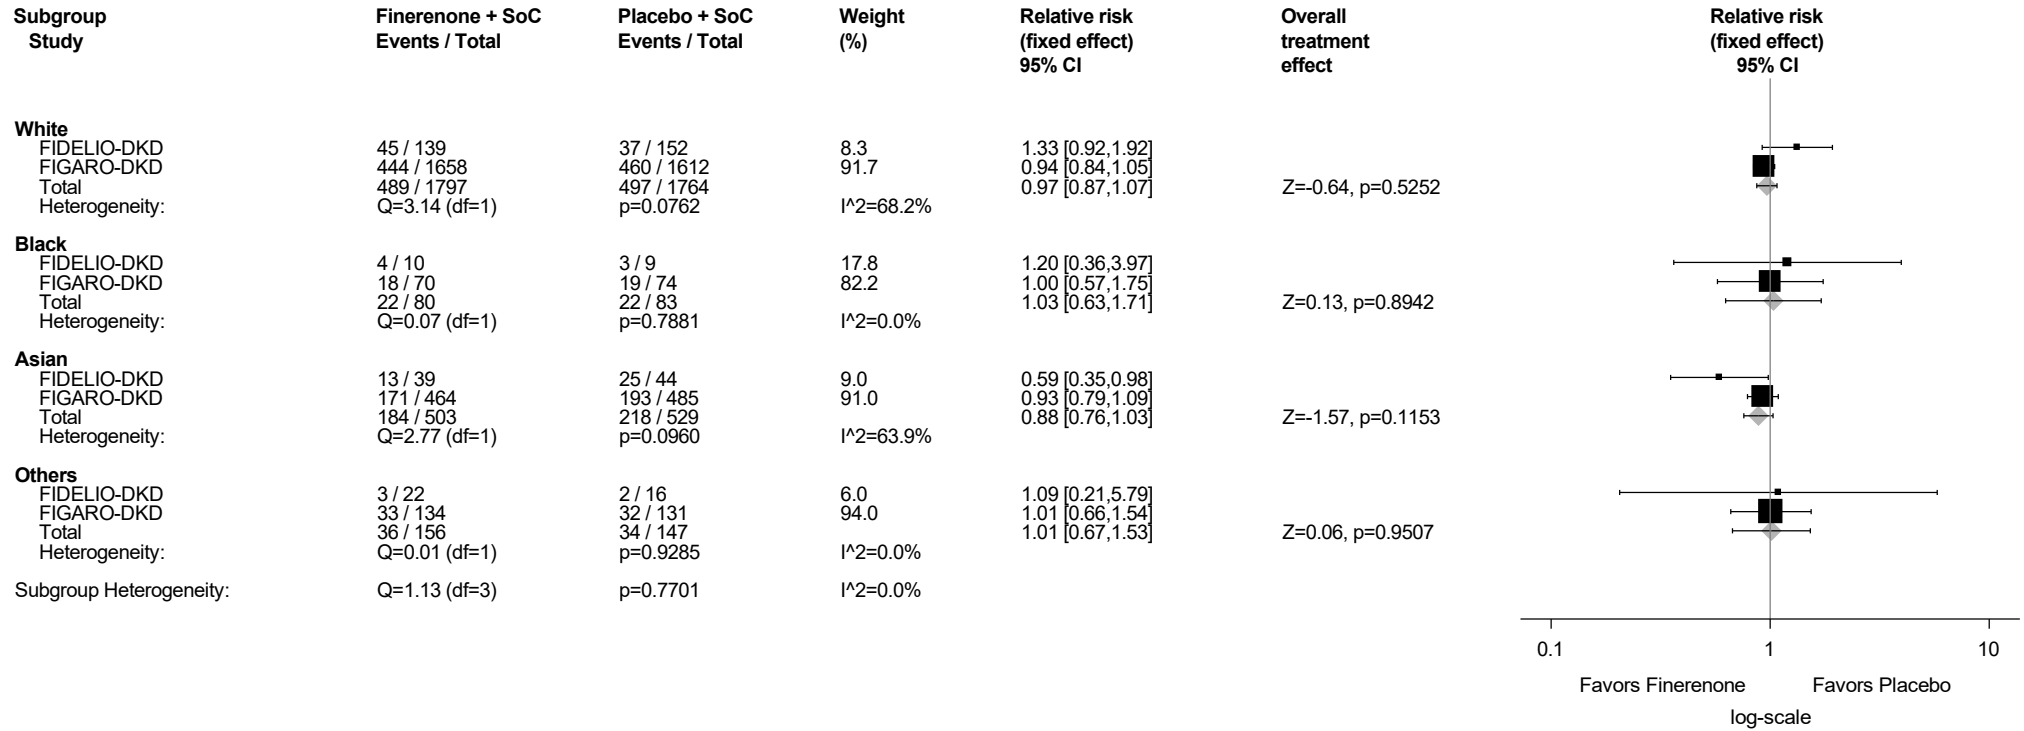 Subgroup Finerenone + SoC Placebo + SoC Weight Relative risk Overall Relative risk
Study Events / Total Events / Total (%) (fixed effect) treatment (fixed effect)
95% CI effect 95% CI
White
FIDELIO-DKD 45 / 139 37 / 152 8.3 1.33 [0.92,1.92]
FIGARO-DKD 444 / 1658 460 / 1612 91.7 0.94 [0.84,1.05]
Total 489 / 1797 497 / 1764 0.97 [0.87,1.07] Z=-0.64, p=0.5252
Heterogeneity: Q=3.14 (df=1) p=0.0762 I^2=68.2%
Black
FIDELIO-DKD 4 / 10 3 / 9 17.8 1.20 [0.36,3.97]
FIGARO-DKD 18 / 70 19 / 74 82.2 1.00 [0.57,1.75]
Total 22 / 80 22 / 83 1.03 [0.63,1.71] Z=0.13, p=0.8942
Heterogeneity: Q=0.07 (df=1) p=0.7881 I^2=0.0%
Asian
FIDELIO-DKD 13 / 39 25 / 44 9.0 0.59 [0.35,0.98]
FIGARO-DKD 171 / 464 193 / 485 91.0 0.93 [0.79,1.09]
Total 184 / 503 218 / 529 0.88 [0.76,1.03] Z=-1.57, p=0.1153
Heterogeneity: Q=2.77 (df=1) p=0.0960 I^2=63.9%
Others
FIDELIO-DKD 3 / 22 2 / 16 6.0 1.09 [0.21,5.79]
FIGARO-DKD 33 / 134 32 / 131 94.0 1.01 [0.66,1.54]
Total 36 / 156 34 / 147 1.01 [0.67,1.53] Z=0.06, p=0.9507
Heterogeneity: Q=0.01 (df=1) p=0.9285 I^2=0.0%
Subgroup Heterogeneity: Q=1.13 (df=3) p=0.7701 I^2=0.0%
0.1 1 10
Favors Finerenone Favors Placebo
log-scale